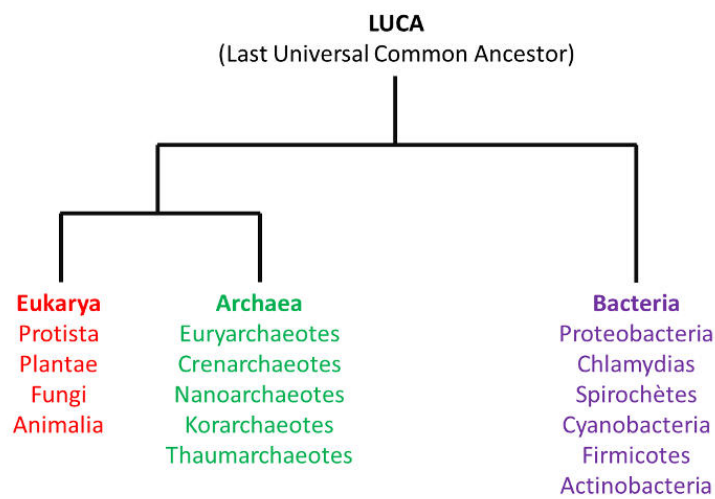 LUCA
(Last Universal Common Ancestor)
Eukarya
Protista
Plantae
Fungi
Animalia
Archaea
Euryarchaeotes
Crenarchaeotes
Nanoarchaeotes
Korarchaeotes
Thaumarchaeotes
Bacteria
Proteobacteria
Chlamydias
Spirochètes
Cyanobacteria
Firmicotes
Actinobacteria